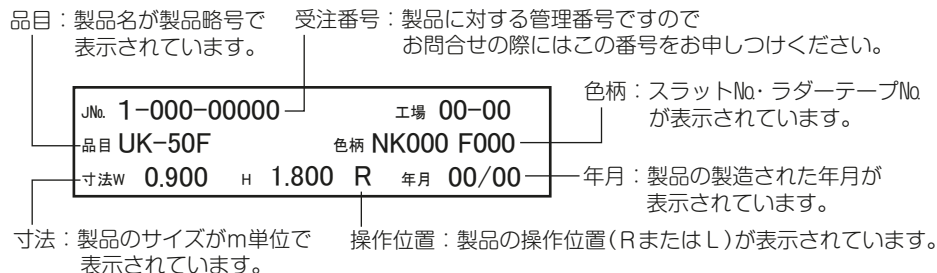 品目：製品名が製品略号で
表示されています。
受注番号：製品に対する管理番号ですので
お問合せの際にはこの番号をお申しつけください。
色柄：スラット№・ラダーテープ№
が表示されています。
J№. 1-000-00000 工場 00-00
品目 UK-50F 色柄 NK000 F000
寸法W 0.900 H 1.800 R 年月 00/00
年月：製品の製造された年月が
表示されています。
寸法：製品のサイズがm単位で
表示されています。
操作位置：製品の操作位置(RまたはL)が表示されています。